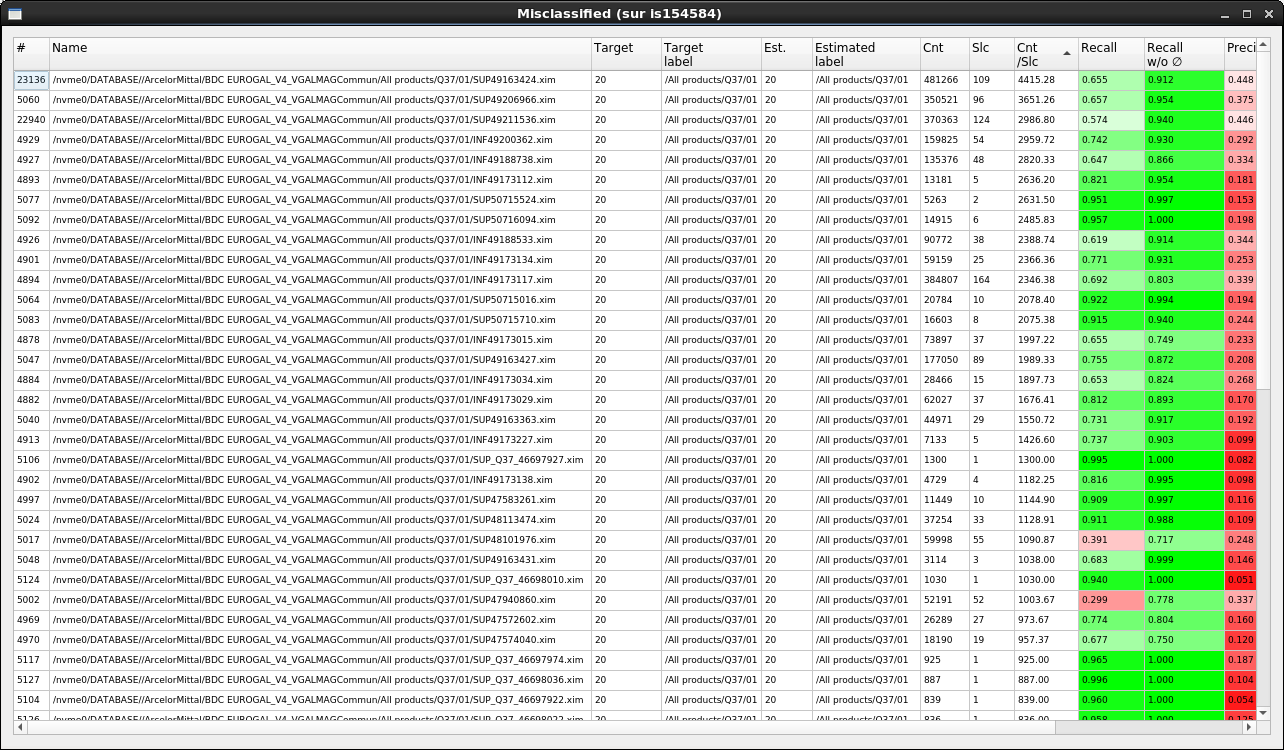 Misclassified (sur is154584)
# Name Target Target label Est. Estimated label Cnt Slc Cnt /Slc Recall Recall w/o ∅ Preci
23136 /nvme0/DATABASE//ArcelorMittal/BDC EUROGAL_V4_VGALMAGCommun/All products/Q37/01/SUP49163424.xim 20 /All products/Q37/01 20 /All products/Q37/01 481266 109 4415.28 0.655 0.912 0.448
5060 /nvme0/DATABASE//ArcelorMittal/BDC EUROGAL_V4_VGALMAGCommun/All products/Q37/01/SUP49206966.xim 20 /All products/Q37/01 20 /All products/Q37/01 350521 96 3651.26 0.657 0.954 0.375
22940 /nvme0/DATABASE//ArcelorMittal/BDC EUROGAL_V4_VGALMAGCommun/All products/Q37/01/SUP49211536.xim 20 /All products/Q37/01 20 /All products/Q37/01 370363 124 2986.80 0.574 0.940 0.446
4929 /nvme0/DATABASE//ArcelorMittal/BDC EUROGAL_V4_VGALMAGCommun/All products/Q37/01/INF49200362.xim 20 /All products/Q37/01 20 /All products/Q37/01 159825 54 2959.72 0.742 0.930 0.292
4927 /nvme0/DATABASE//ArcelorMittal/BDC EUROGAL_V4_VGALMAGCommun/All products/Q37/01/INF49188738.xim 20 /All products/Q37/01 20 /All products/Q37/01 135376 48 2820.33 0.647 0.866 0.334
4893 /nvme0/DATABASE//ArcelorMittal/BDC EUROGAL_V4_VGALMAGCommun/All products/Q37/01/INF49173112.xim 20 /All products/Q37/01 20 /All products/Q37/01 13181 5 2636.20 0.821 0.954 0.181
5077 /nvme0/DATABASE//ArcelorMittal/BDC EUROGAL_V4_VGALMAGCommun/All products/Q37/01/SUP50715524.xim 20 /All products/Q37/01 20 /All products/Q37/01 5263 2 2631.50 0.951 0.997 0.153
5092 /nvme0/DATABASE//ArcelorMittal/BDC EUROGAL_V4_VGALMAGCommun/All products/Q37/01/SUP50716094.xim 20 /All products/Q37/01 20 /All products/Q37/01 14915 6 2485.83 0.957 1.000 0.198
4926 /nvme0/DATABASE//ArcelorMittal/BDC EUROGAL_V4_VGALMAGCommun/All products/Q37/01/INF49188533.xim 20 /All products/Q37/01 20 /All products/Q37/01 90772 38 2388.74 0.619 0.914 0.344
4901 /nvme0/DATABASE//ArcelorMittal/BDC EUROGAL_V4_VGALMAGCommun/All products/Q37/01/INF49173134.xim 20 /All products/Q37/01 20 /All products/Q37/01 59159 25 2366.36 0.771 0.931 0.253
4894 /nvme0/DATABASE//ArcelorMittal/BDC EUROGAL_V4_VGALMAGCommun/All products/Q37/01/INF49173117.xim 20 /All products/Q37/01 20 /All products/Q37/01 384807 164 2346.38 0.692 0.803 0.339
5064 /nvme0/DATABASE//ArcelorMittal/BDC EUROGAL_V4_VGALMAGCommun/All products/Q37/01/SUP50715016.xim 20 /All products/Q37/01 20 /All products/Q37/01 20784 10 2078.40 0.922 0.994 0.194
5083 /nvme0/DATABASE//ArcelorMittal/BDC EUROGAL_V4_VGALMAGCommun/All products/Q37/01/SUP50715710.xim 20 /All products/Q37/01 20 /All products/Q37/01 16603 8 2075.38 0.915 0.940 0.244
4878 /nvme0/DATABASE//ArcelorMittal/BDC EUROGAL_V4_VGALMAGCommun/All products/Q37/01/INF49173016.xim 20 /All products/Q37/01 20 /All products/Q37/01 73897 37 1997.22 0.655 0.749 0.233
5047 /nvme0/DATABASE//ArcelorMittal/BDC EUROGAL_V4_VGALMAGCommun/All products/Q37/01/SUP49163427.xim 20 /All products/Q37/01 20 /All products/Q37/01 177050 89 1989.33 0.755 0.872 0.208
4884 /nvme0/DATABASE//ArcelorMittal/BDC EUROGAL_V4_VGALMAGCommun/All products/Q37/01/INF49173034.xim 20 /All products/Q37/01 20 /All products/Q37/01 28466 15 1897.73 0.653 0.824 0.268
4882 /nvme0/DATABASE//ArcelorMittal/BDC EUROGAL_V4_VGALMAGCommun/All products/Q37/01/INF49173029.xim 20 /All products/Q37/01 20 /All products/Q37/01 62027 37 1676.41 0.812 0.893 0.170
5040 /nvme0/DATABASE//ArcelorMittal/BDC EUROGAL_V4_VGALMAGCommun/All products/Q37/01/SUP49163383.xim 20 /All products/Q37/01 20 /All products/Q37/01 44971 29 1550.72 0.731 0.917 0.192
4913 /nvme0/DATABASE//ArcelorMittal/BDC EUROGAL_V4_VGALMAGCommun/All products/Q37/01/INF49173227.xim 20 /All products/Q37/01 20 /All products/Q37/01 7133 5 1426.60 0.737 0.903 0.099
5106 /nvme0/DATABASE//ArcelorMittal/BDC EUROGAL_V4_VGALMAGCommun/All products/Q37/01/SUP_Q37_46697927.xim 20 /All products/Q37/01 20 /All products/Q37/01 1300 1 1300.00 0.995 1.000 0.082
4902 /nvme0/DATABASE//ArcelorMittal/BDC EUROGAL_V4_VGALMAGCommun/All products/Q37/01/INF49173138.xim 20 /All products/Q37/01 20 /All products/Q37/01 4729 4 1182.25 0.816 0.995 0.098
4997 /nvme0/DATABASE//ArcelorMittal/BDC EUROGAL_V4_VGALMAGCommun/All products/Q37/01/SUP47583261.xim 20 /All products/Q37/01 20 /All products/Q37/01 11449 10 1144.90 0.909 0.997 0.116
5024 /nvme0/DATABASE//ArcelorMittal/BDC EUROGAL_V4_VGALMAGCommun/All products/Q37/01/SUP48113474.xim 20 /All products/Q37/01 20 /All products/Q37/01 37254 33 1128.91 0.911 0.988 0.109
5017 /nvme0/DATABASE//ArcelorMittal/BDC EUROGAL_V4_VGALMAGCommun/All products/Q37/01/SUP48101976.xim 20 /All products/Q37/01 20 /All products/Q37/01 59998 55 1090.87 0.391 0.717 0.248
5048 /nvme0/DATABASE//ArcelorMittal/BDC EUROGAL_V4_VGALMAGCommun/All products/Q37/01/SUP49163431.xim 20 /All products/Q37/01 20 /All products/Q37/01 3114 3 1038.00 0.683 0.999 0.146
5124 /nvme0/DATABASE//ArcelorMittal/BDC EUROGAL_V4_VGALMAGCommun/All products/Q37/01/SUP_Q37_46698010.xim 20 /All products/Q37/01 20 /All products/Q37/01 1030 1 1030.00 0.940 1.000 0.051
5002 /nvme0/DATABASE//ArcelorMittal/BDC EUROGAL_V4_VGALMAGCommun/All products/Q37/01/SUP47940860.xim 20 /All products/Q37/01 20 /All products/Q37/01 52191 52 1003.67 0.299 0.778 0.337
4969 /nvme0/DATABASE//ArcelorMittal/BDC EUROGAL_V4_VGALMAGCommun/All products/Q37/01/SUP47572602.xim 20 /All products/Q37/01 20 /All products/Q37/01 26289 27 973.67 0.774 0.804 0.160
4970 /nvme0/DATABASE//ArcelorMittal/BDC EUROGAL_V4_VGALMAGCommun/All products/Q37/01/SUP47574040.xim 20 /All products/Q37/01 20 /All products/Q37/01 18190 19 957.37 0.677 0.750 0.120
5117 /nvme0/DATABASE//ArcelorMittal/BDC EUROGAL_V4_VGALMAGCommun/All products/Q37/01/SUP_Q37_46697974.xim 20 /All products/Q37/01 20 /All products/Q37/01 925 1 925.00 0.965 1.000 0.187
5127 /nvme0/DATABASE//ArcelorMittal/BDC EUROGAL_V4_VGALMAGCommun/All products/Q37/01/SUP_Q37_46698036.xim 20 /All products/Q37/01 20 /All products/Q37/01 887 1 887.00 0.996 1.000 0.104
5104 /nvme0/DATABASE//ArcelorMittal/BDC EUROGAL_V4_VGALMAGCommun/All products/Q37/01/SUP_Q37_46697922.xim 20 /All products/Q37/01 20 /All products/Q37/01 839 1 839.00 0.960 1.000 0.054
5126 /nvme0/DATABASE//ArcelorMittal/BDC EUROGAL_V4_VGALMAGCommun/All products/Q37/01/ 20 /All products/Q37/01 20 /All products/Q37/01 836 1 836.00 0.958 1.000 0.125